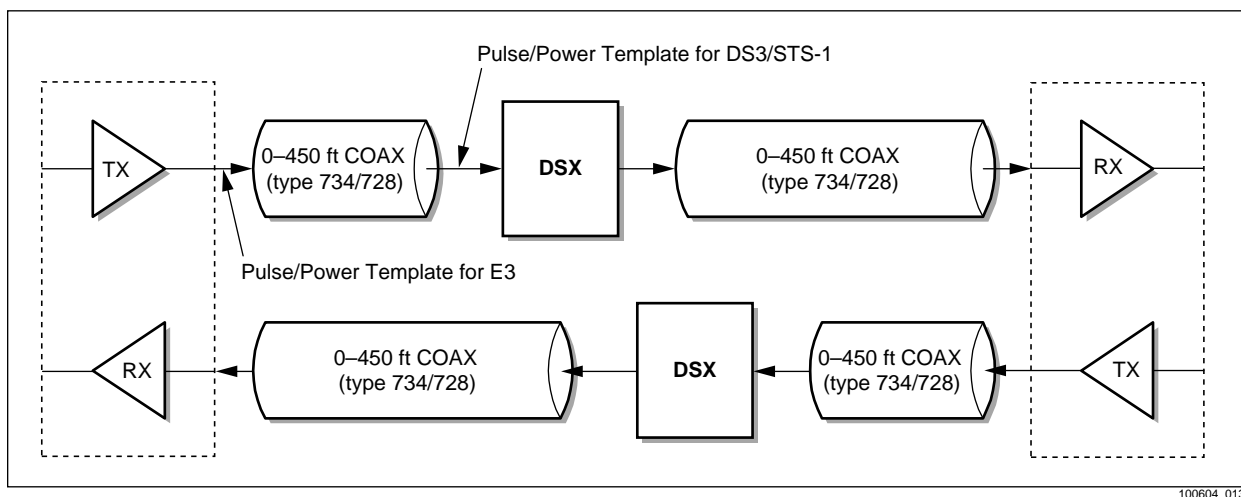 Pulse/Power Template for DS3/STS-1
TX
0–450 ft COAX
(type 734/728)
DSX
0–450 ft COAX
(type 734/728)
RX
Pulse/Power Template for E3
RX
0–450 ft COAX
(type 734/728)
DSX
0–450 ft COAX
(type 734/728)
TX